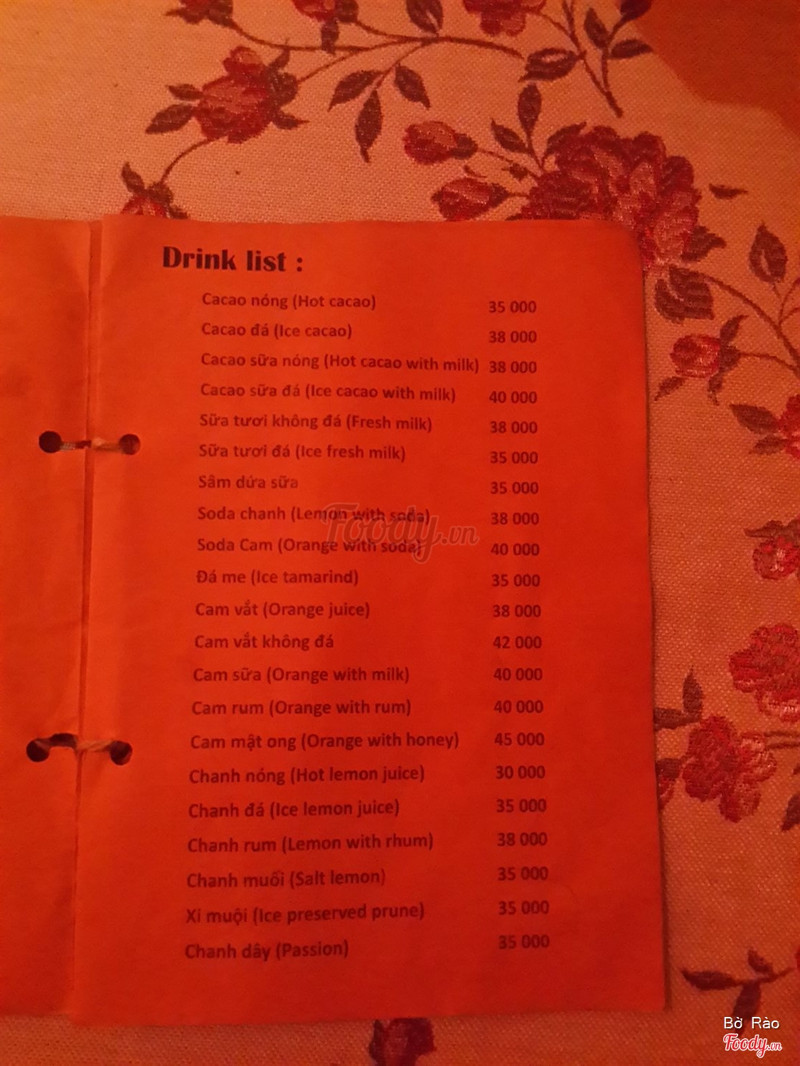 Drink list :
Cacao nóng (Hot cacao) 35 000
Cacao đá (Ice cacao) 38 000
Cacao sữa nóng (Hot cacao with milk) 38 000
Cacao sữa đá (Ice cacao with milk) 40 000
Sữa tươi không đá (Fresh milk) 38 000
Sữa tươi đá (Ice fresh milk) 35 000
Sâm dứa sữa 35 000
Soda chanh (Lemon with soda) 38 000
Foody.vn
Soda Cam (Orange with soda) 40 000
Đá me (Ice tamarind) 35 000
Cam vắt (Orange juice) 38 000
Cam vắt không đá 42 000
Cam sữa (Orange with milk) 40 000
Cam rum (Orange with rum) 40 000
Cam mật ong (Orange with honey) 45 000
Chanh nóng (Hot lemon juice) 30 000
Chanh đá (Ice lemon juice) 35 000
Chanh rum (Lemon with rhum) 38 000
Chanh muối (Salt lemon) 35 000
Xí muội (Ice preserved prune) 35 000
Chanh dây (Passion) 35 000
Bờ Rào
Foody.vn